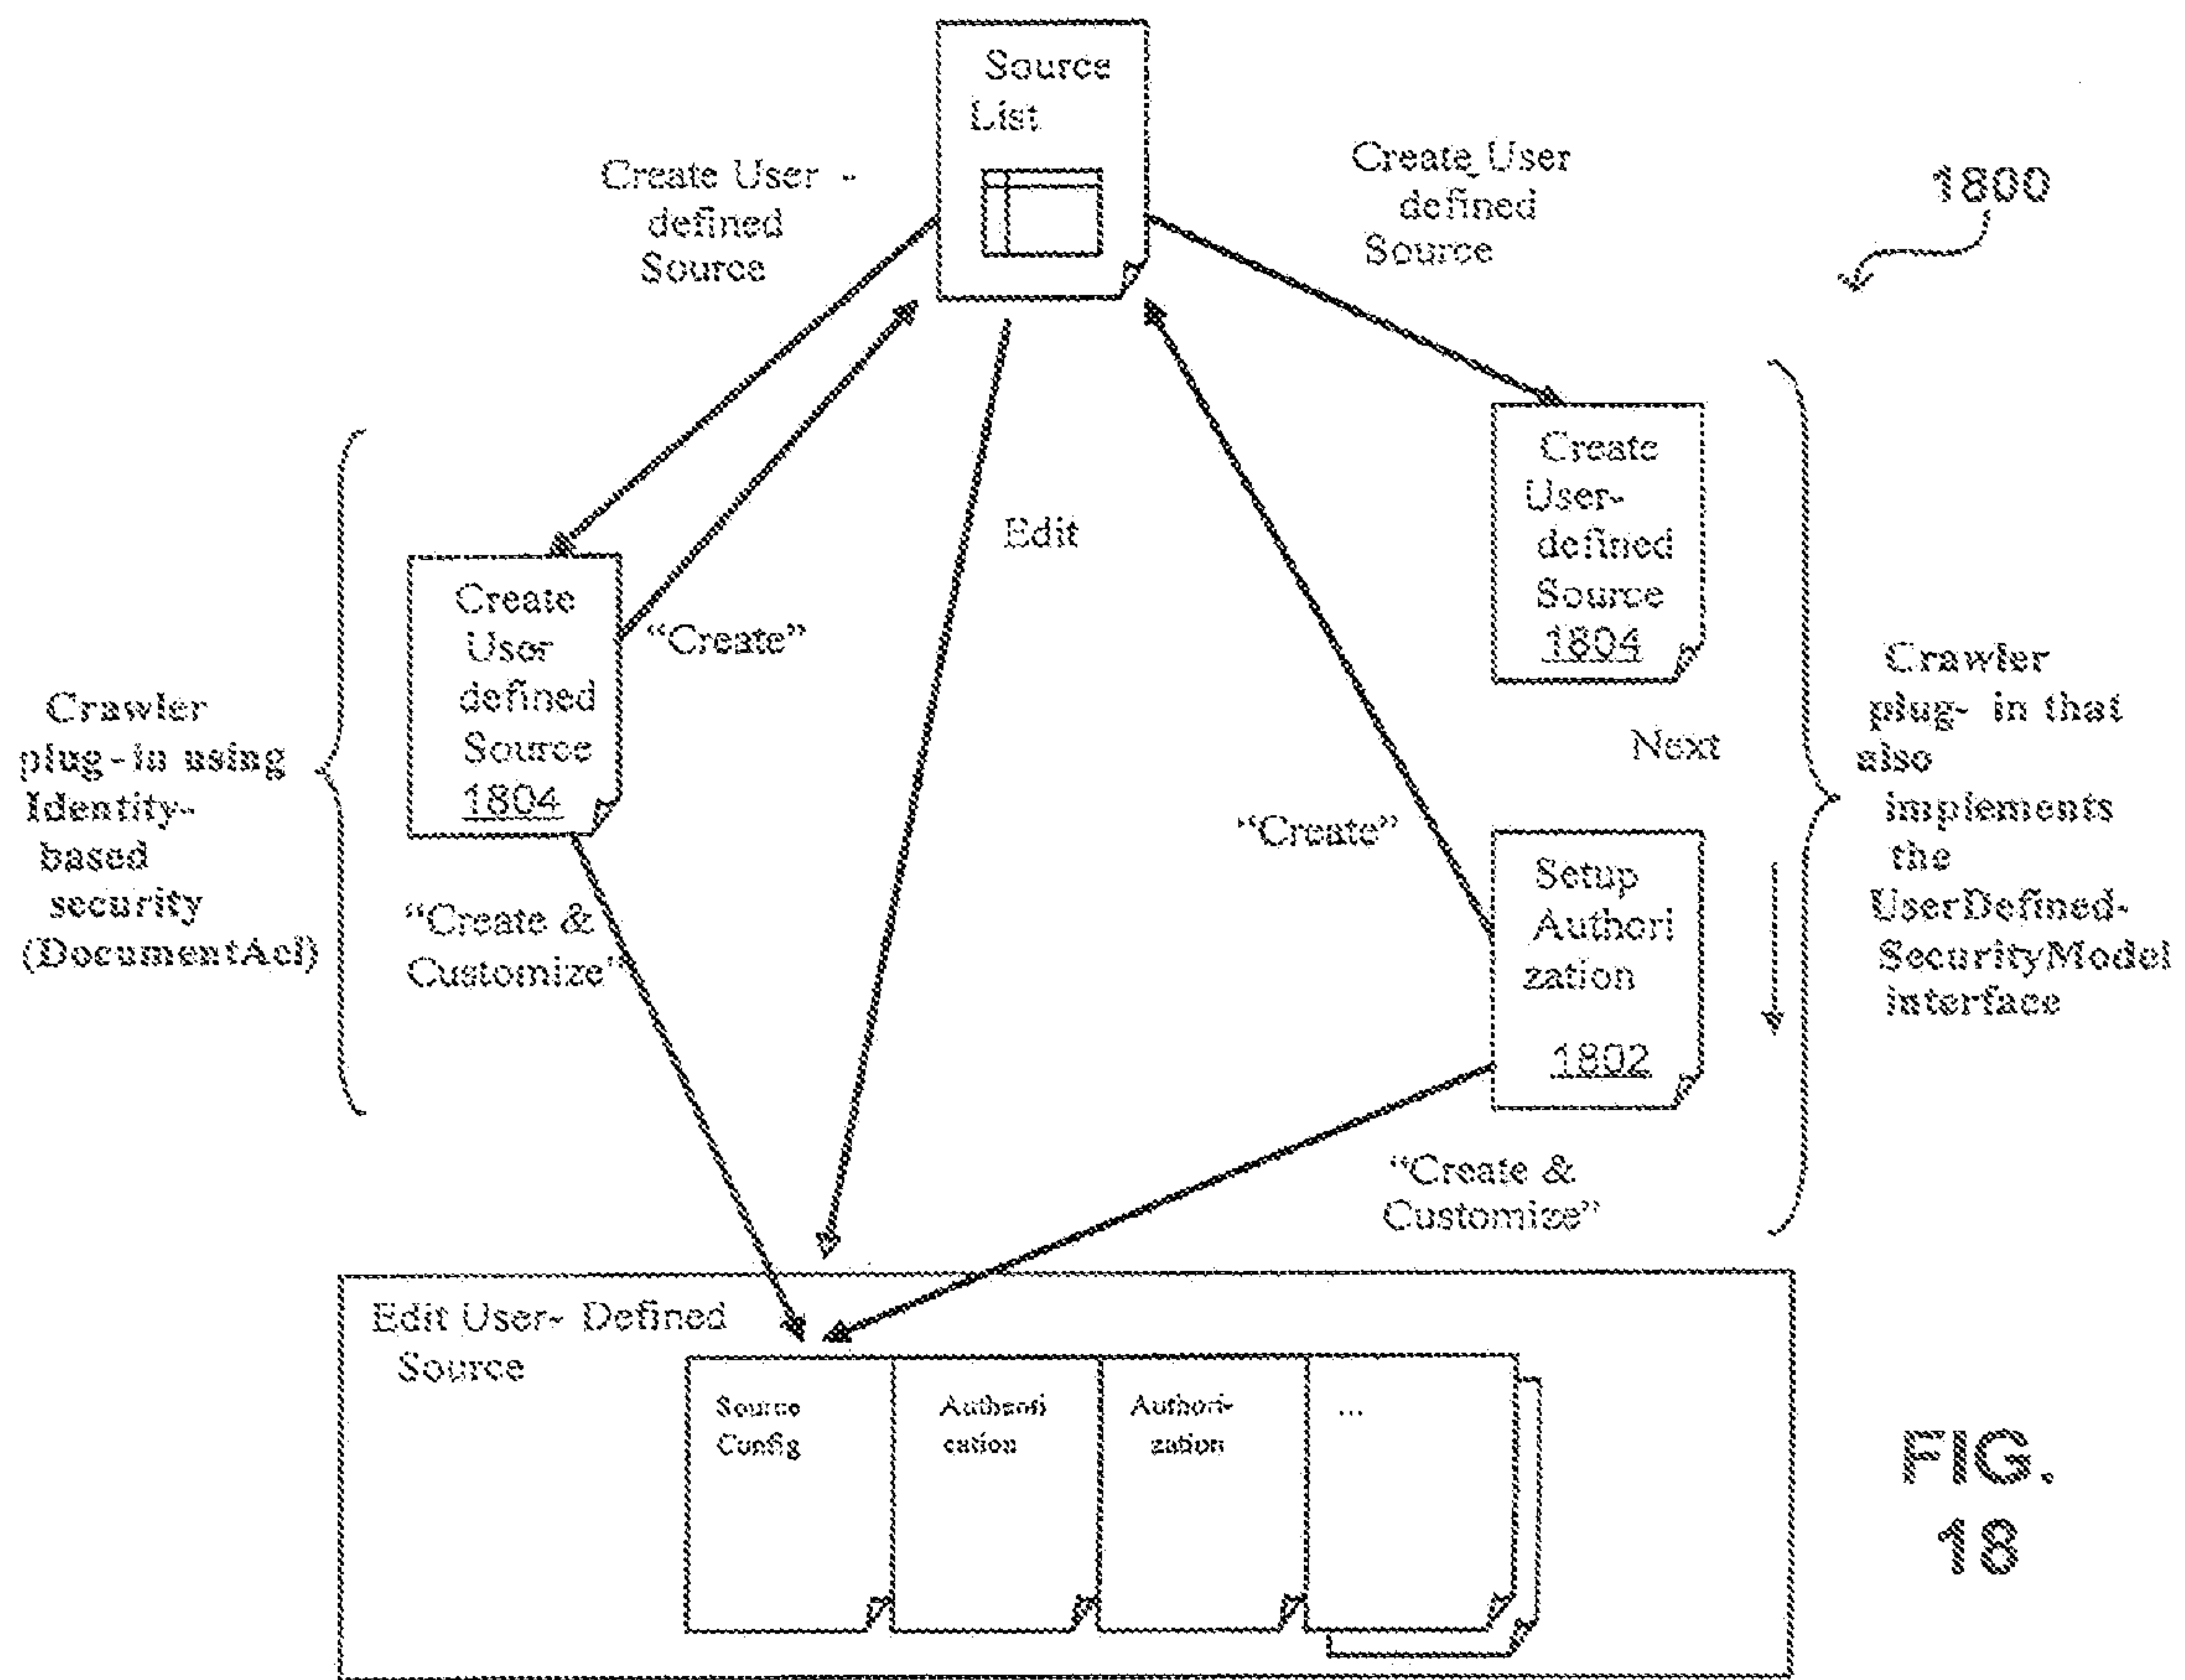 Source
List
Create User -
defined
Source
Create User
defined
Source
1800
Edit
Create
User
defined
Source
1804
"Create"
Create
User-
defined
Source
1804
Next
Crawler
plug-in using
Identity-
based
security
(DocumentAcl)
"Create &
Customize"
"Create"
Setup
Authori
zation
1802
Crawler
plug- in that
also
implements
the
UserDefined-
SecurityModel
interface
"Create &
Customize"
Edit User- Defined
Source
Source
Config
Authenti
cation
Authori-
zation
...
FIG.
18